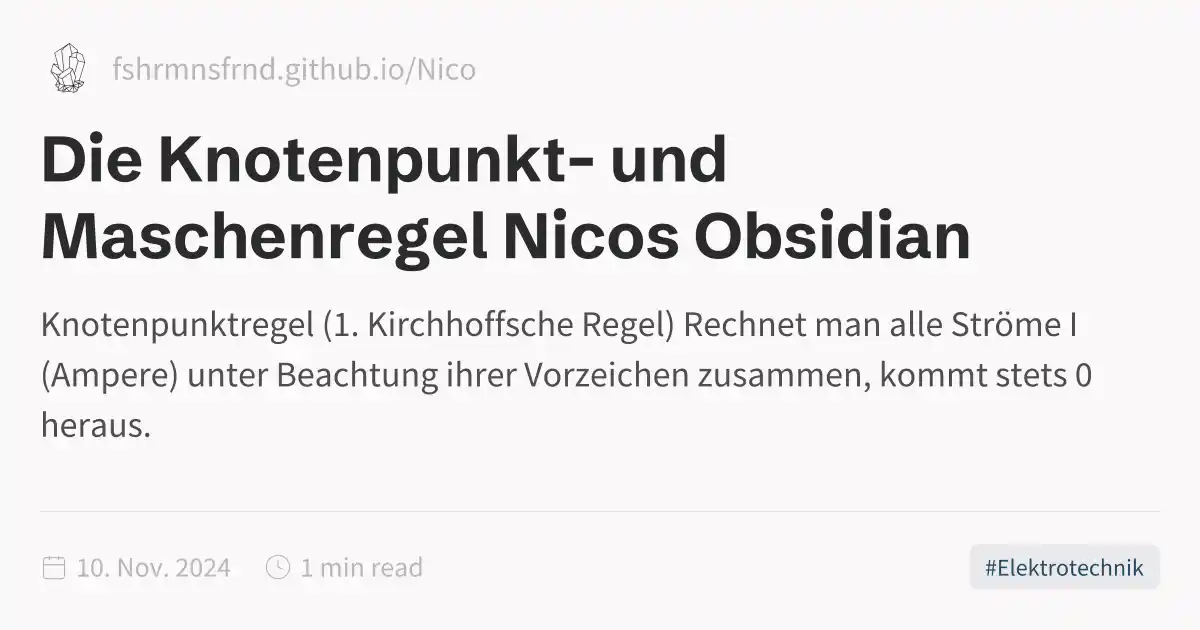 fshrmnsfrnd.github.io/Nico
Die Knotenpunkt- und
Maschenregel Nicos Obsidian
Knotenpunktregel (1. Kirchhoffsche Regel) Rechnet man alle Ströme I
(Ampere) unter Beachtung ihrer Vorzeichen zusammen, kommt stets 0
heraus.
10. Nov. 2024 1 min read
#Elektrotechnik